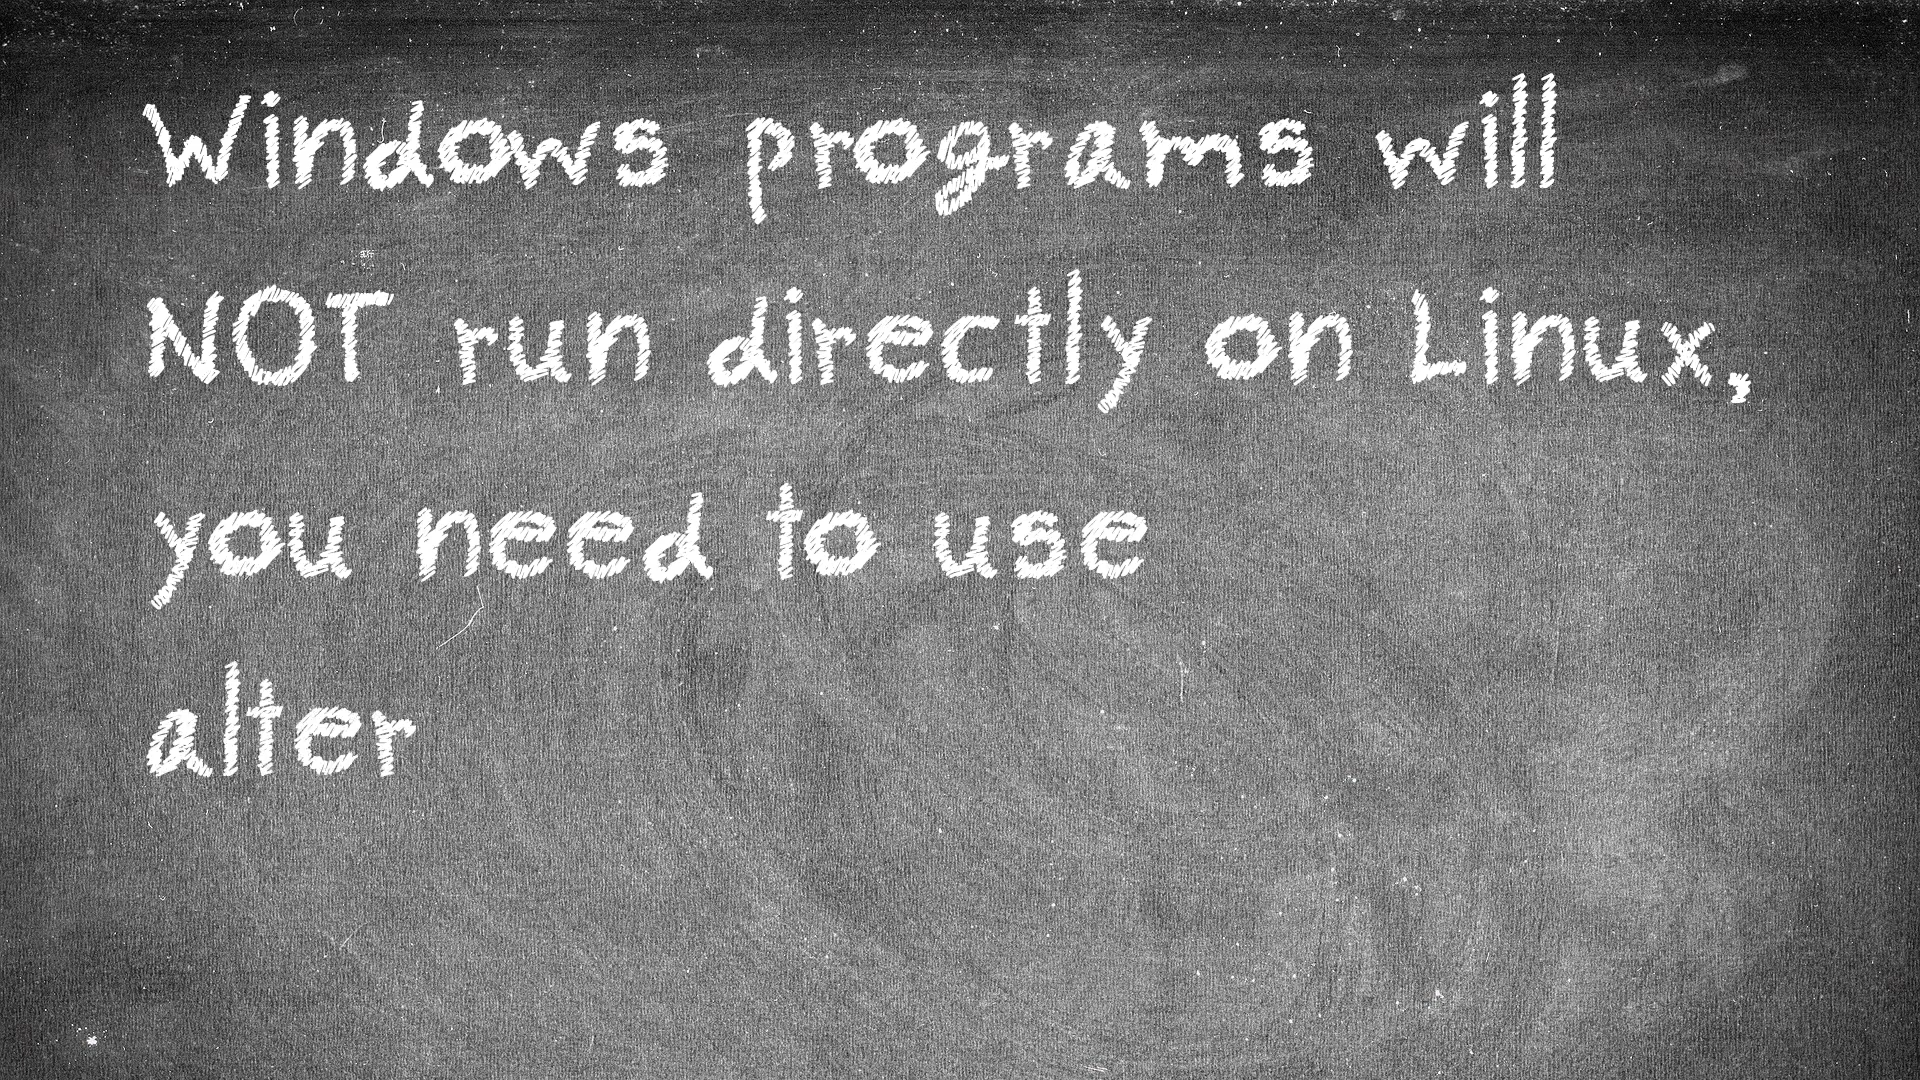 Windows programs will
NOT run directly on Linux,
you need to use
alter